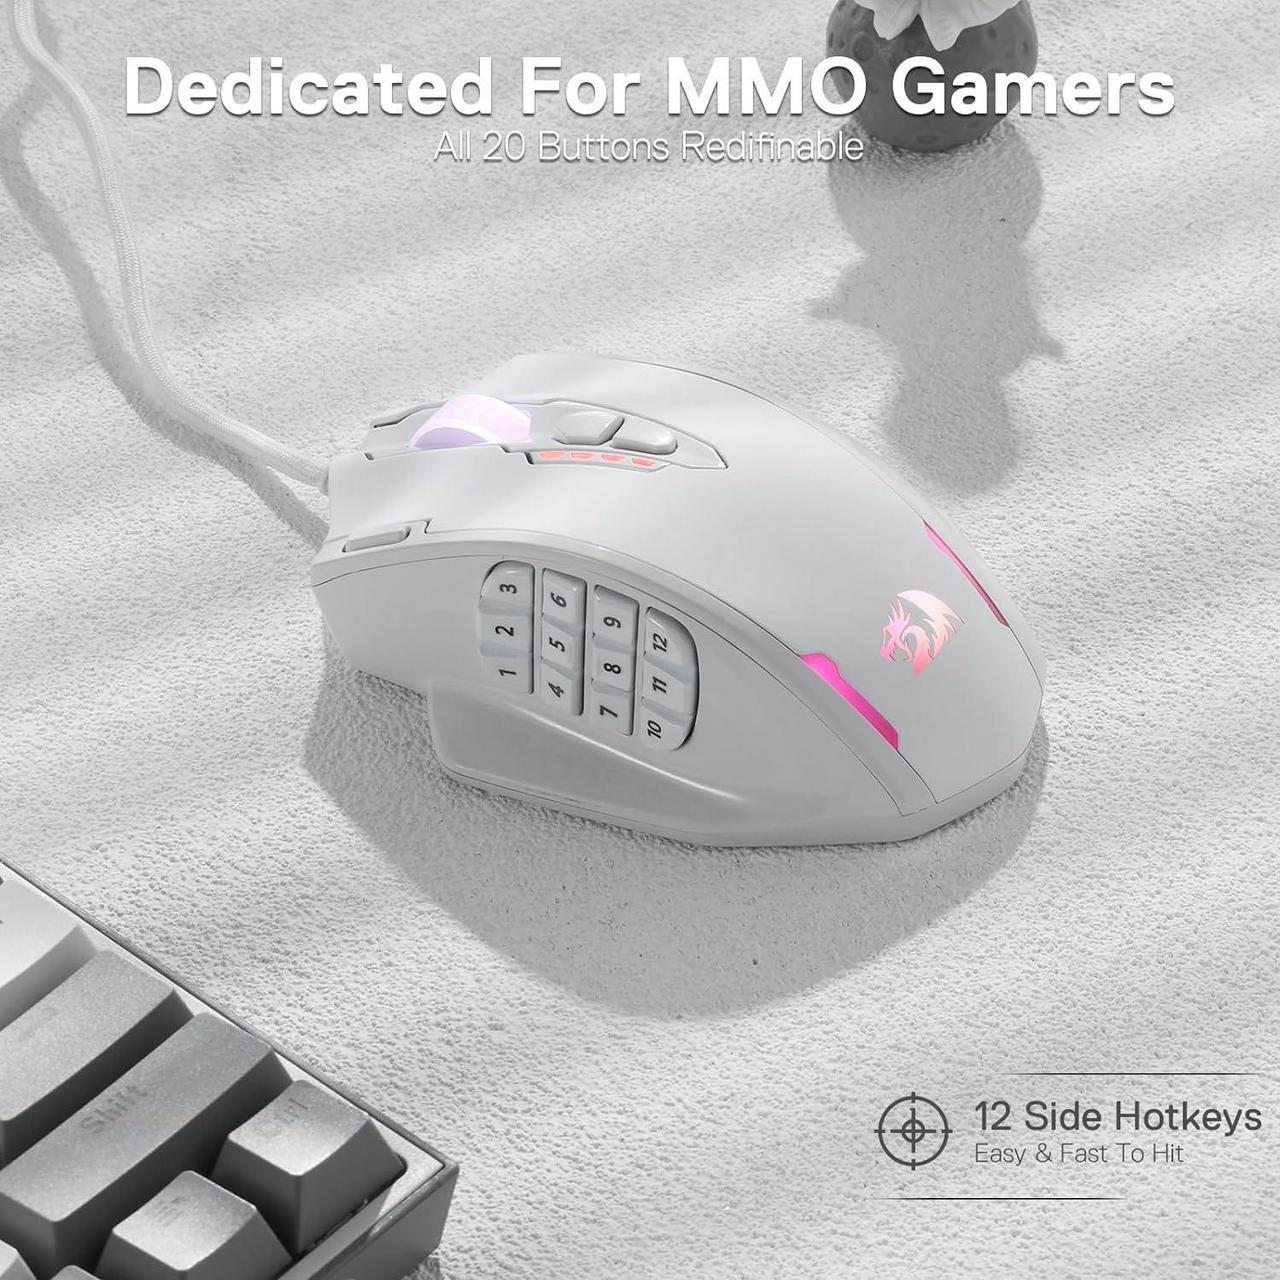 Dedicated For MMO Gamers
All 20 Buttons Redifinable
3
6
9
12
2
5
8
11
1
4
7
10
Shift
12 Side Hotkeys
Easy & Fast To Hit